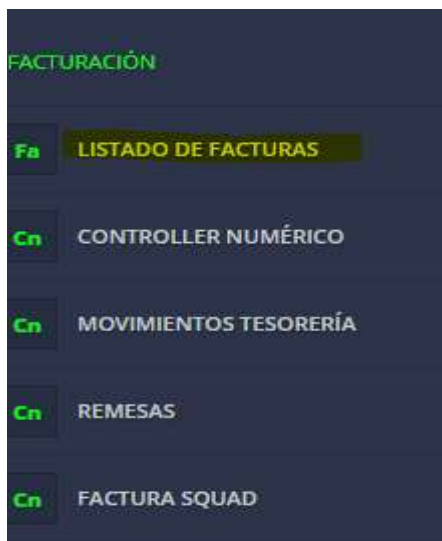 FACTURACIÓN
Fa LISTADO DE FACTURAS
Cn CONTROLLER NUMÉRICO
Cn MOVIMIENTOS TESORERÍA
Cn REMESAS
Cn FACTURA SQUAD